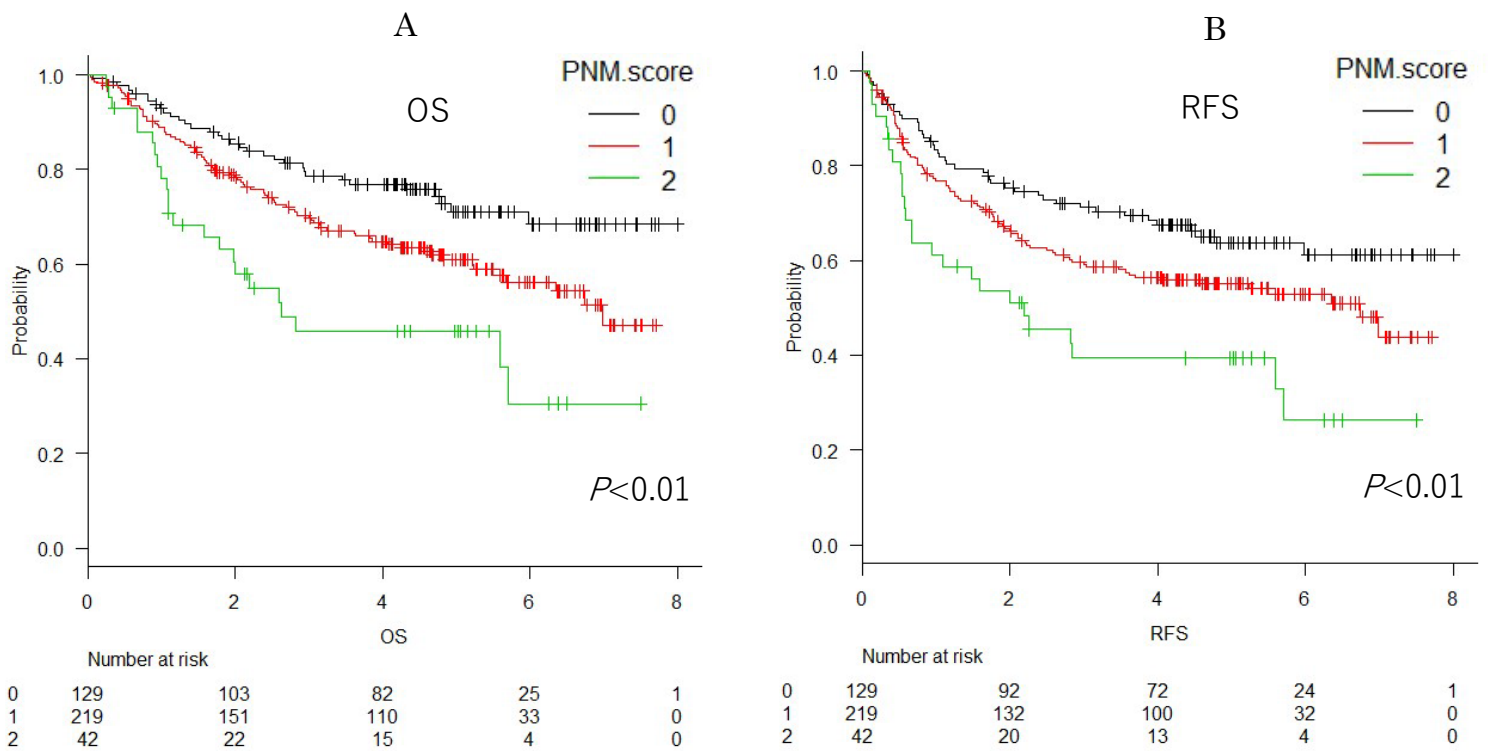 A
PNM.score
OS
0
1
2
1.0
0.8
0.6
0.4
0.2
0.0
Probability
P<0.01
0 2 4 6 8
OS
Number at risk
0 129 103 82 25 1
1 219 151 110 33 0
2 42 22 15 4 0
B
PNM.score
RFS
0
1
2
1.0
0.8
0.6
0.4
0.2
0.0
Probability
P<0.01
0 2 4 6 8
RFS
Number at risk
0 129 92 72 24 1
1 219 132 100 32 0
2 42 20 13 4 0